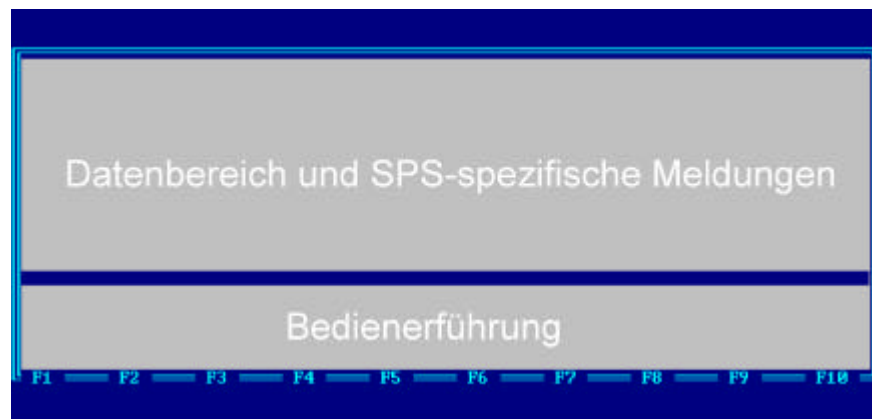 Datenbereich und SPS-spezifische Meldungen
Bedienerführung
F1 F2 F3 F4 F5 F6 F7 F8 F9 F10